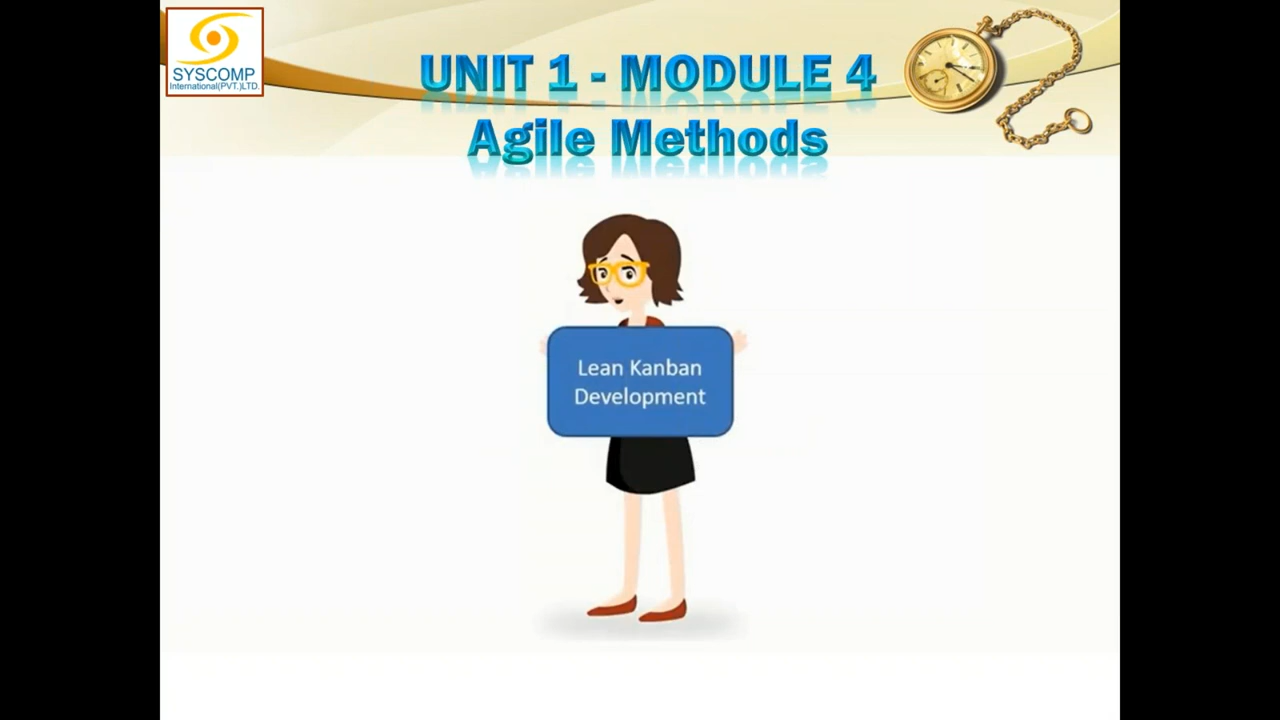 SYSCOMP
International(PVT.)LTD.
UNIT 1 - MODULE 4
Agile Methods
Lean Kanban
Development